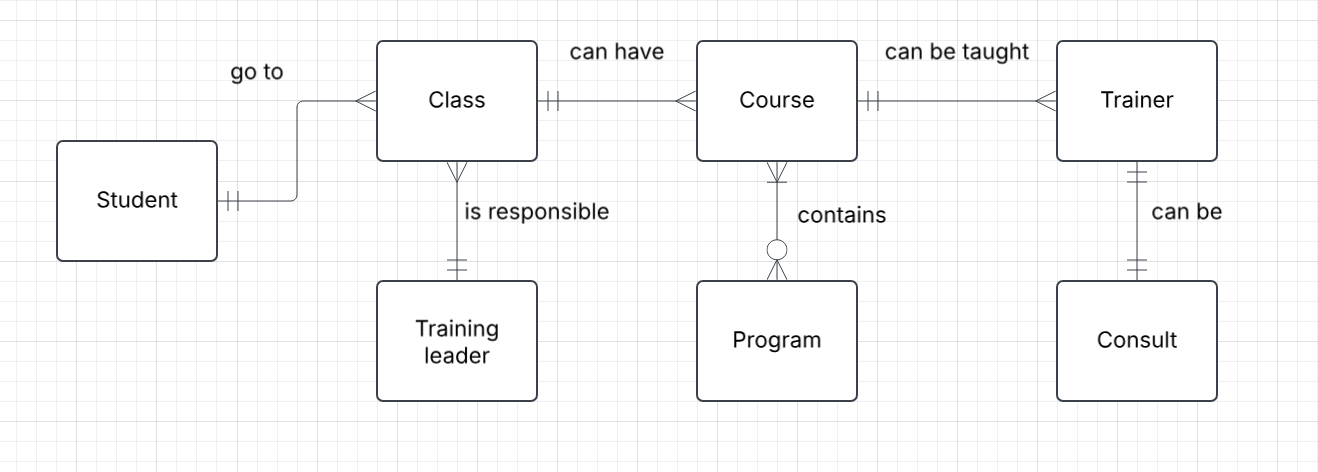 can have
can be taught
go to
Class
Course
Trainer
Student
is responsible
contains
can be
Training
leader
Program
Consult